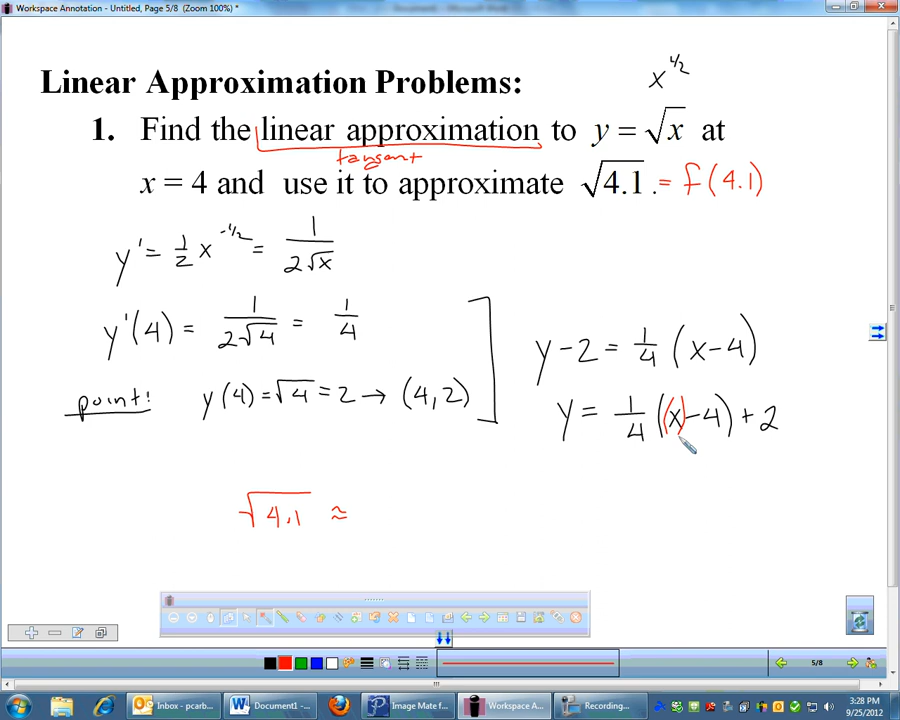 Workspace Annotation - Untitled, Page 5/8 (Zoom 100%) *
x^1/2
Linear Approximation Problems:
1. Find the linear approximation to y = √x at
tangent
x = 4 and use it to approximate √4.1 . = f(4.1)
y' = 1/2 x^-1/2 = 1/(2√x)
y'(4) = 1/(2√4) = 1/4
y - 2 = 1/4 (x - 4)
point: y(4) = √4 = 2 → (4, 2)
y = 1/4 ((x) - 4) + 2
√4.1 ≈
5/8
Inbox - pcarb...
Document1 -...
Image Mate f...
Workspace A...
Recording...
3:28 PM
9/25/2012